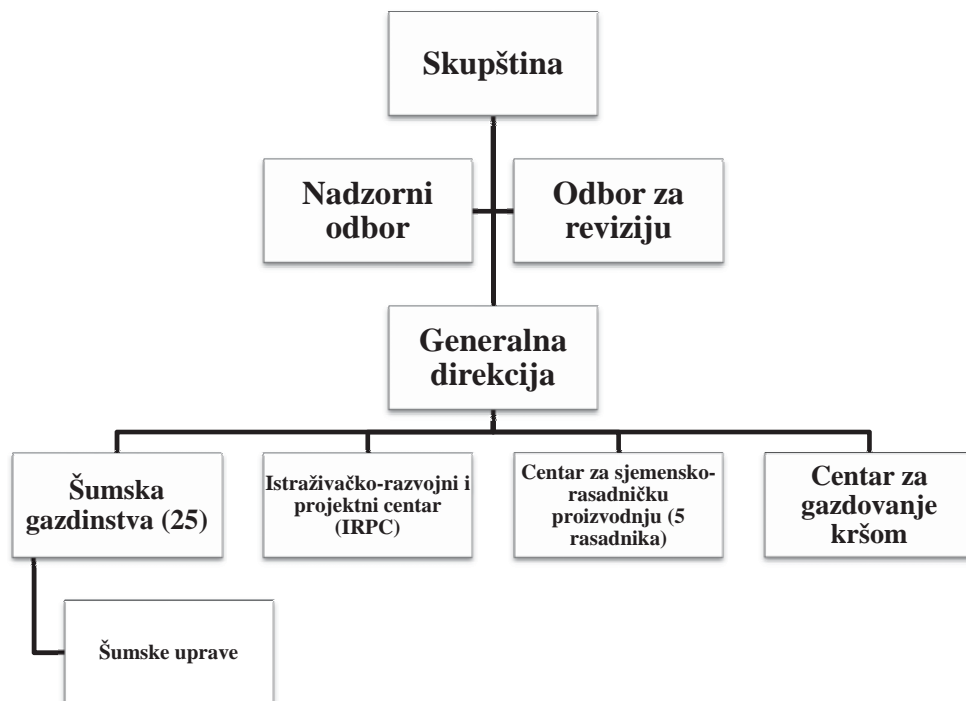 Skupština
Nadzorni
odbor
Odbor za
reviziju
Generalna
direkcija
Šumska
gazdinstva (25)
Istraživačko-razvojni i
projektni centar
(IRPC)
Centar za sjemensko-
rasadničku
proizvodnju (5
rasadnika)
Centar za
gazdovanje
kršom
Šumske uprave